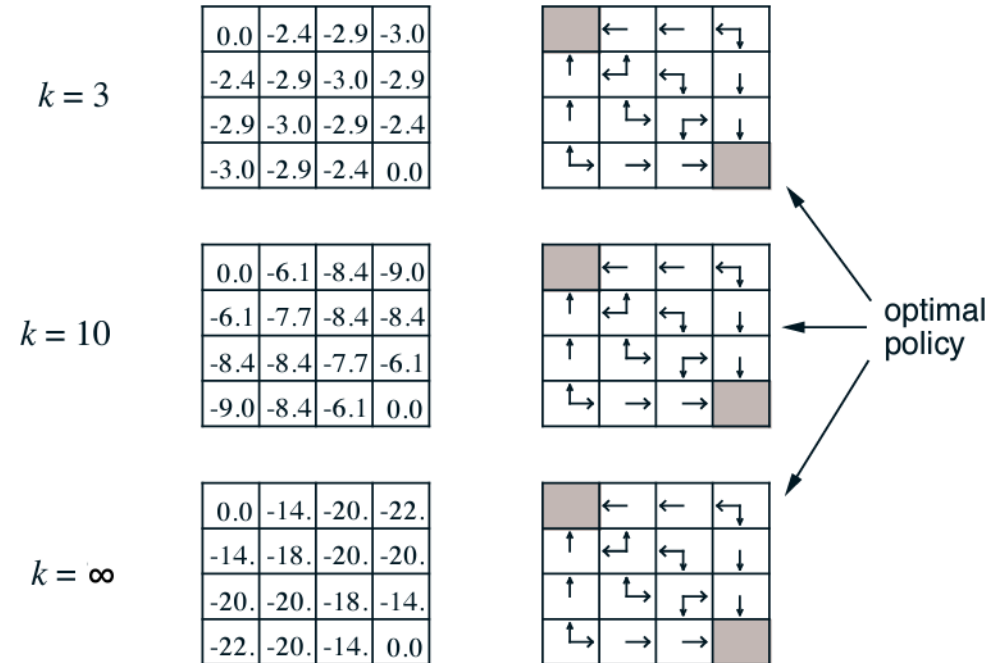 0.0 -2.4 -2.9 -3.0
k = 3
-2.4 -2.9 -3.0 -2.9
-2.9 -3.0 -2.9 -2.4
-3.0 -2.9 -2.4 0.0
0.0 -6.1 -8.4 -9.0
k = 10
-6.1 -7.7 -8.4 -8.4
-8.4 -8.4 -7.7 -6.1
-9.0 -8.4 -6.1 0.0
optimal
policy
0.0 -14. -20. -22.
k = ∞
-14. -18. -20. -20.
-20. -20. -18. -14.
-22. -20. -14. 0.0